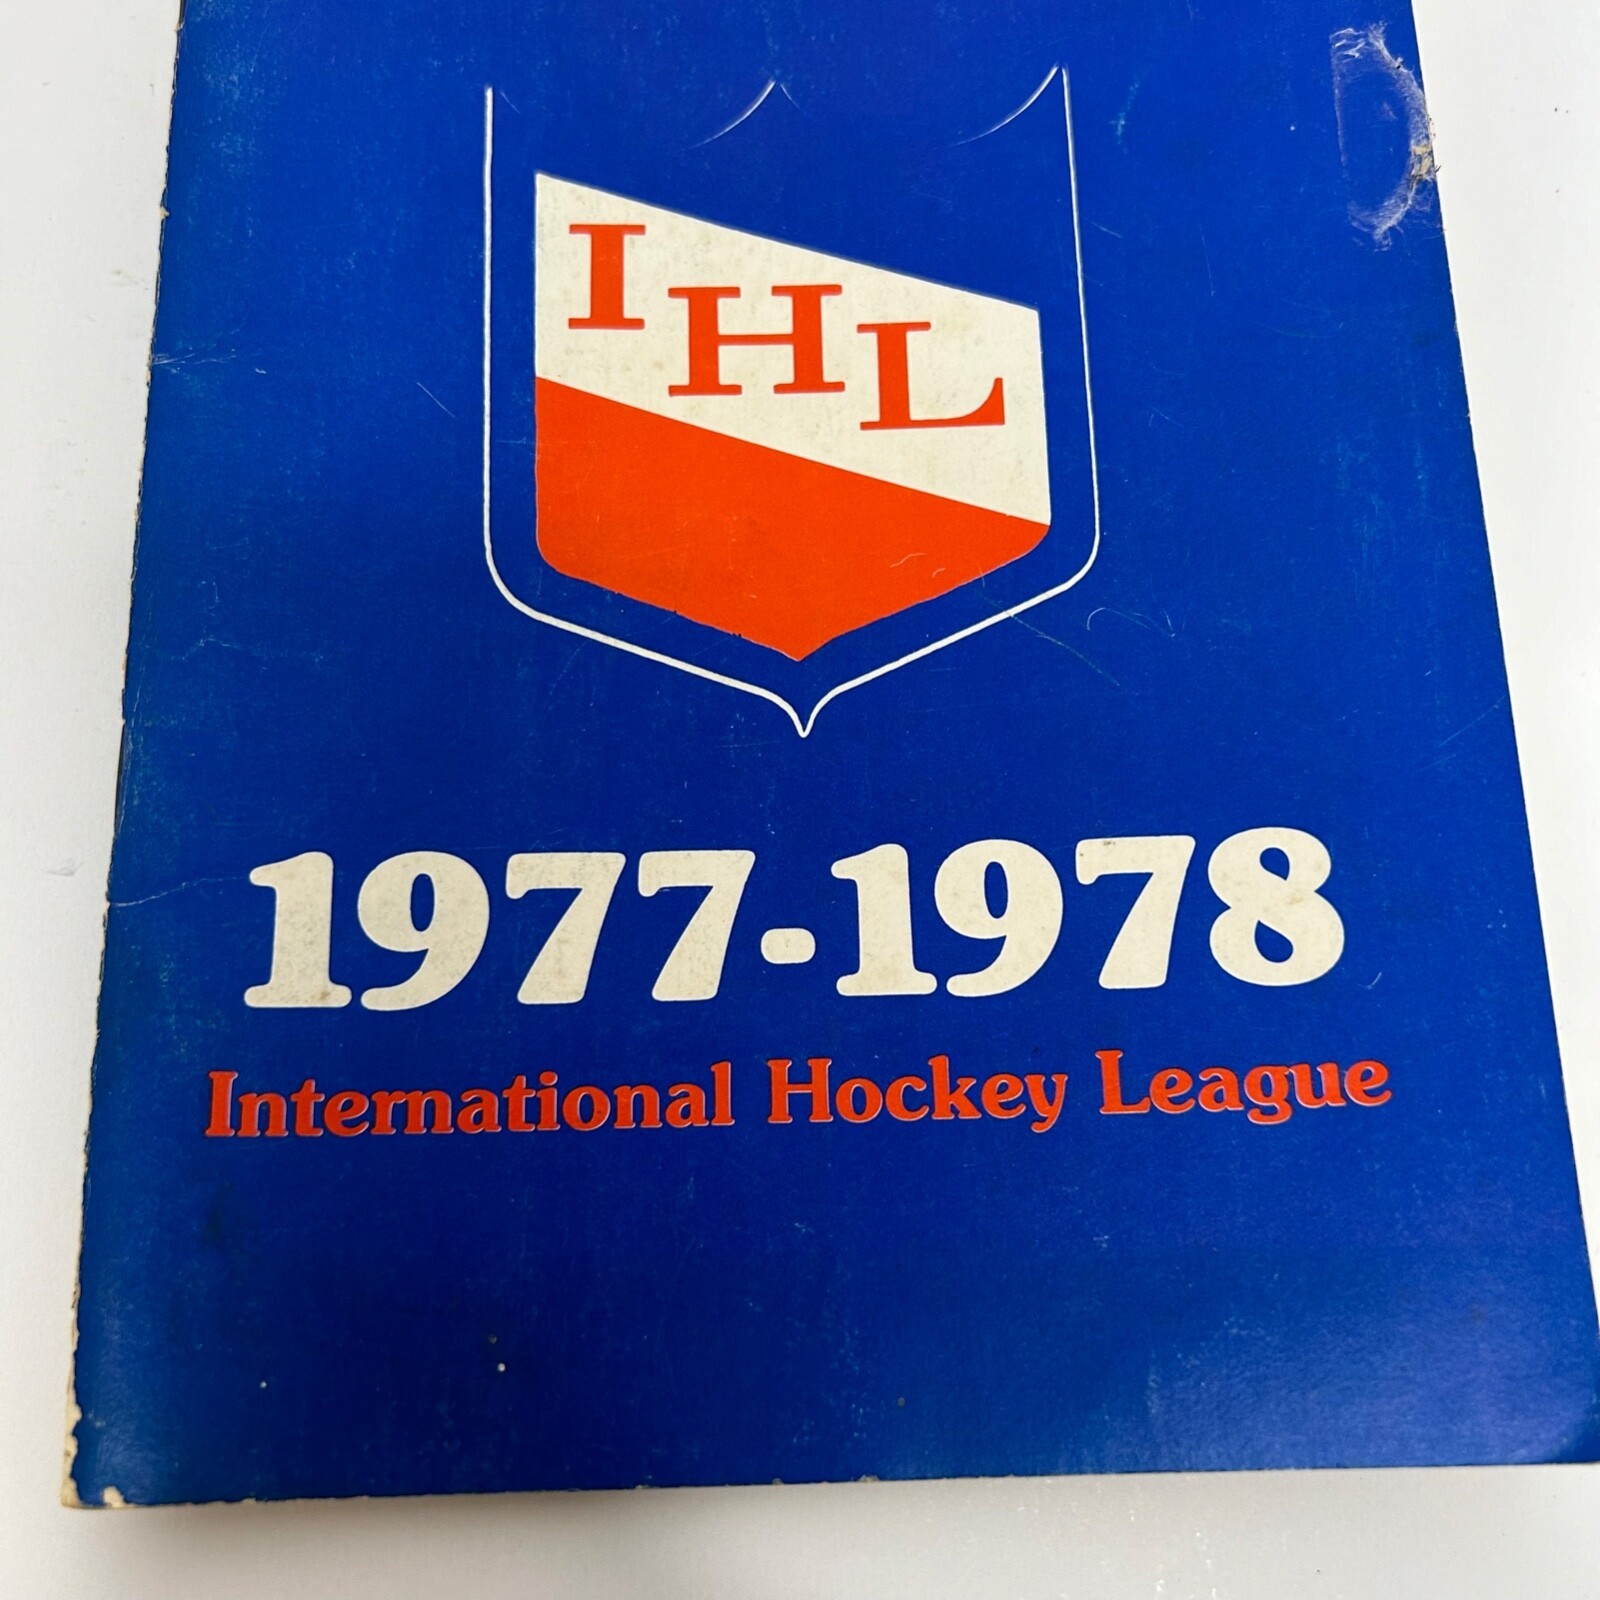 IHL
1977-1978
International Hockey League